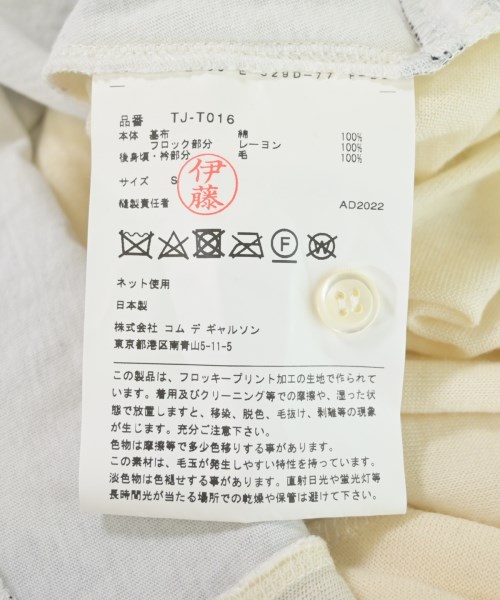 品番 TJ-T016
本体 基布 綿 100%
フロック部分 レーヨン 100%
後身頃・衿部分 毛 100%
サイズ S
伊藤
縫製責任者 AD2022
F
W
ネット使用
日本製
株式会社 コム デ ギャルソン
東京都港区南青山5-11-5
この製品は、フロッキープリント加工の生地で作られて
います。着用及びクリーニング等での摩擦や、湿った状
態で放置しますと、移染、脱色、毛抜け、剥離等の現象
が生じます。充分ご注意下さい。
色物は摩擦等で多少色移りする事があります。
この素材は、毛玉が発生しやすい特性を持っています。
淡色物は色褪せする事があります。直射日光や蛍光灯等
長時間光が当たる場所での乾燥や保管は避けて下さい。